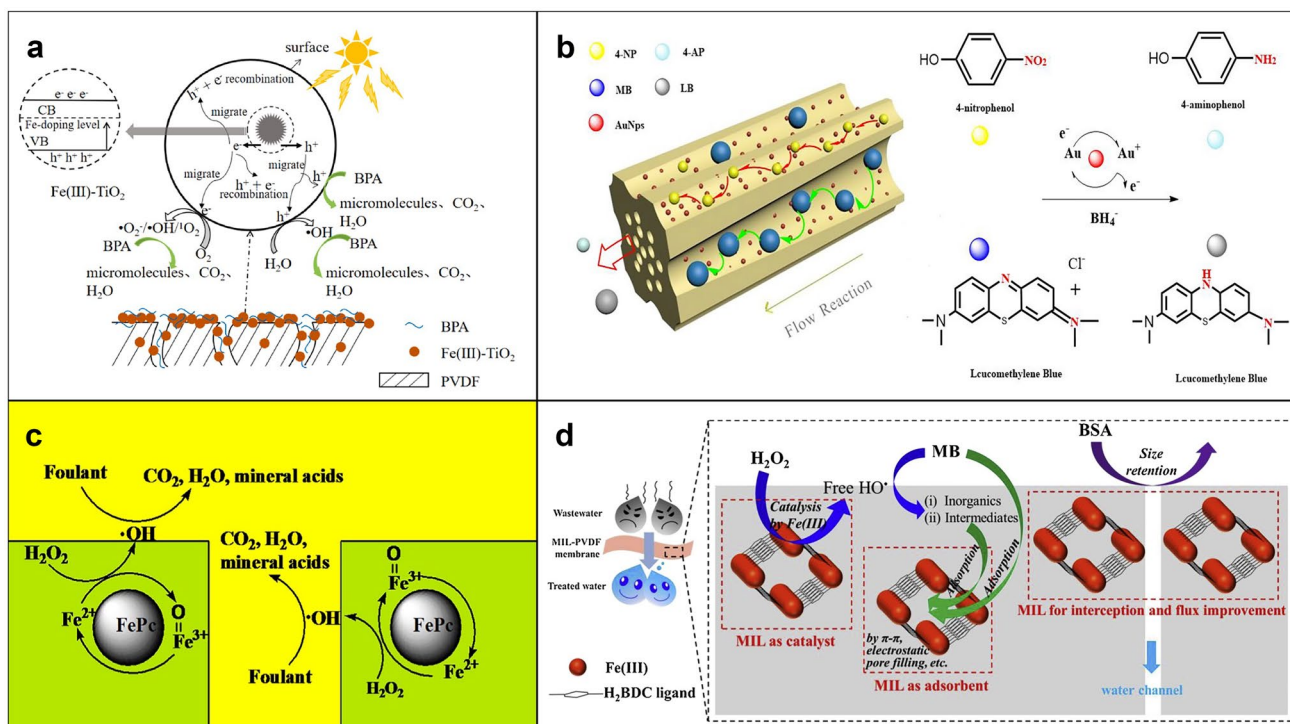 a
surface
h⁺ + e⁻ recombination
migrate
e⁻ e⁻ e⁻
CB
Fe-doping level
VB
h⁺ h⁺ h⁺
Fe(III)-TiO₂
e⁻
h⁺
migrate
migrate
h⁺ + e⁻
recombination
h⁺
BPA
micromolecules、CO₂、
H₂O
e⁻
h⁺
•O₂⁻/•OH/¹O₂
O₂
H₂O
•OH
BPA
BPA
micromolecules、CO₂、
H₂O
micromolecules、CO₂、
H₂O
BPA
Fe(III)-TiO₂
PVDF
b
4-NP
4-AP
MB
LB
AuNps
Flow Reaction
HO
NO₂
4-nitrophenol
HO
NH₂
4-aminophenol
e⁻
Au
Au⁺
e⁻
BH₄⁻
N
S
N
N
Cl⁻
+
Lcucomethylene Blue
H
N
S
N
N
Lcucomethylene Blue
c
Foulant
CO₂, H₂O, mineral acids
H₂O₂
·OH
Fe²⁺
FePc
O
Fe³⁺
CO₂, H₂O,
mineral acids
·OH
Foulant
O
Fe³⁺
FePc
Fe²⁺
H₂O₂
d
Wastewater
MIL-PVDF
membrane
Treated water
Fe(III)
H₂BDC ligand
H₂O₂
Catalysis
by Fe(III)
Free HO•
MB
(i) Inorganics
(ii) Intermediates
Adsorption
Adsorption
BSA
Size
retention
MIL as catalyst
by π-π,
electrostatic
pore filling, etc.
MIL as adsorbent
MIL for interception and flux improvement
water channel